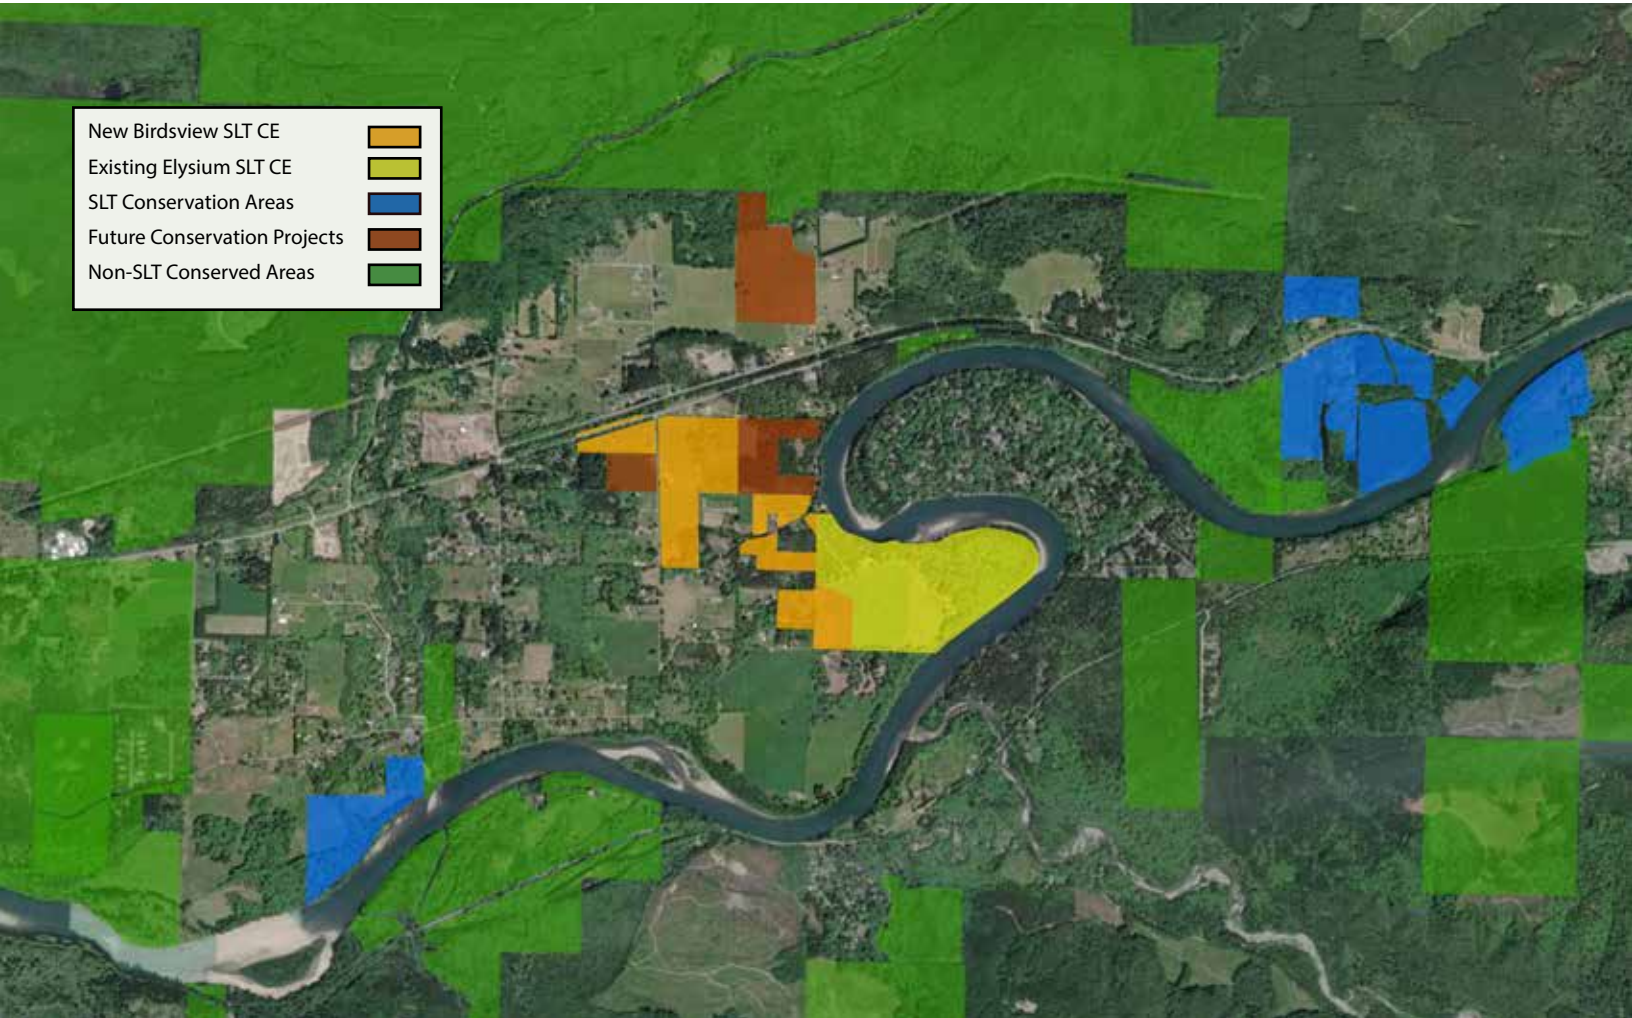 New Birdsview SLT CE
Existing Elysium SLT CE
SLT Conservation Areas
Future Conservation Projects
Non-SLT Conserved Areas